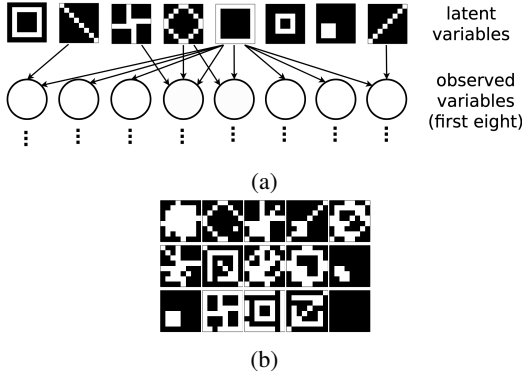 latent
variables
observed
variables
(first eight)
(a)
(b)